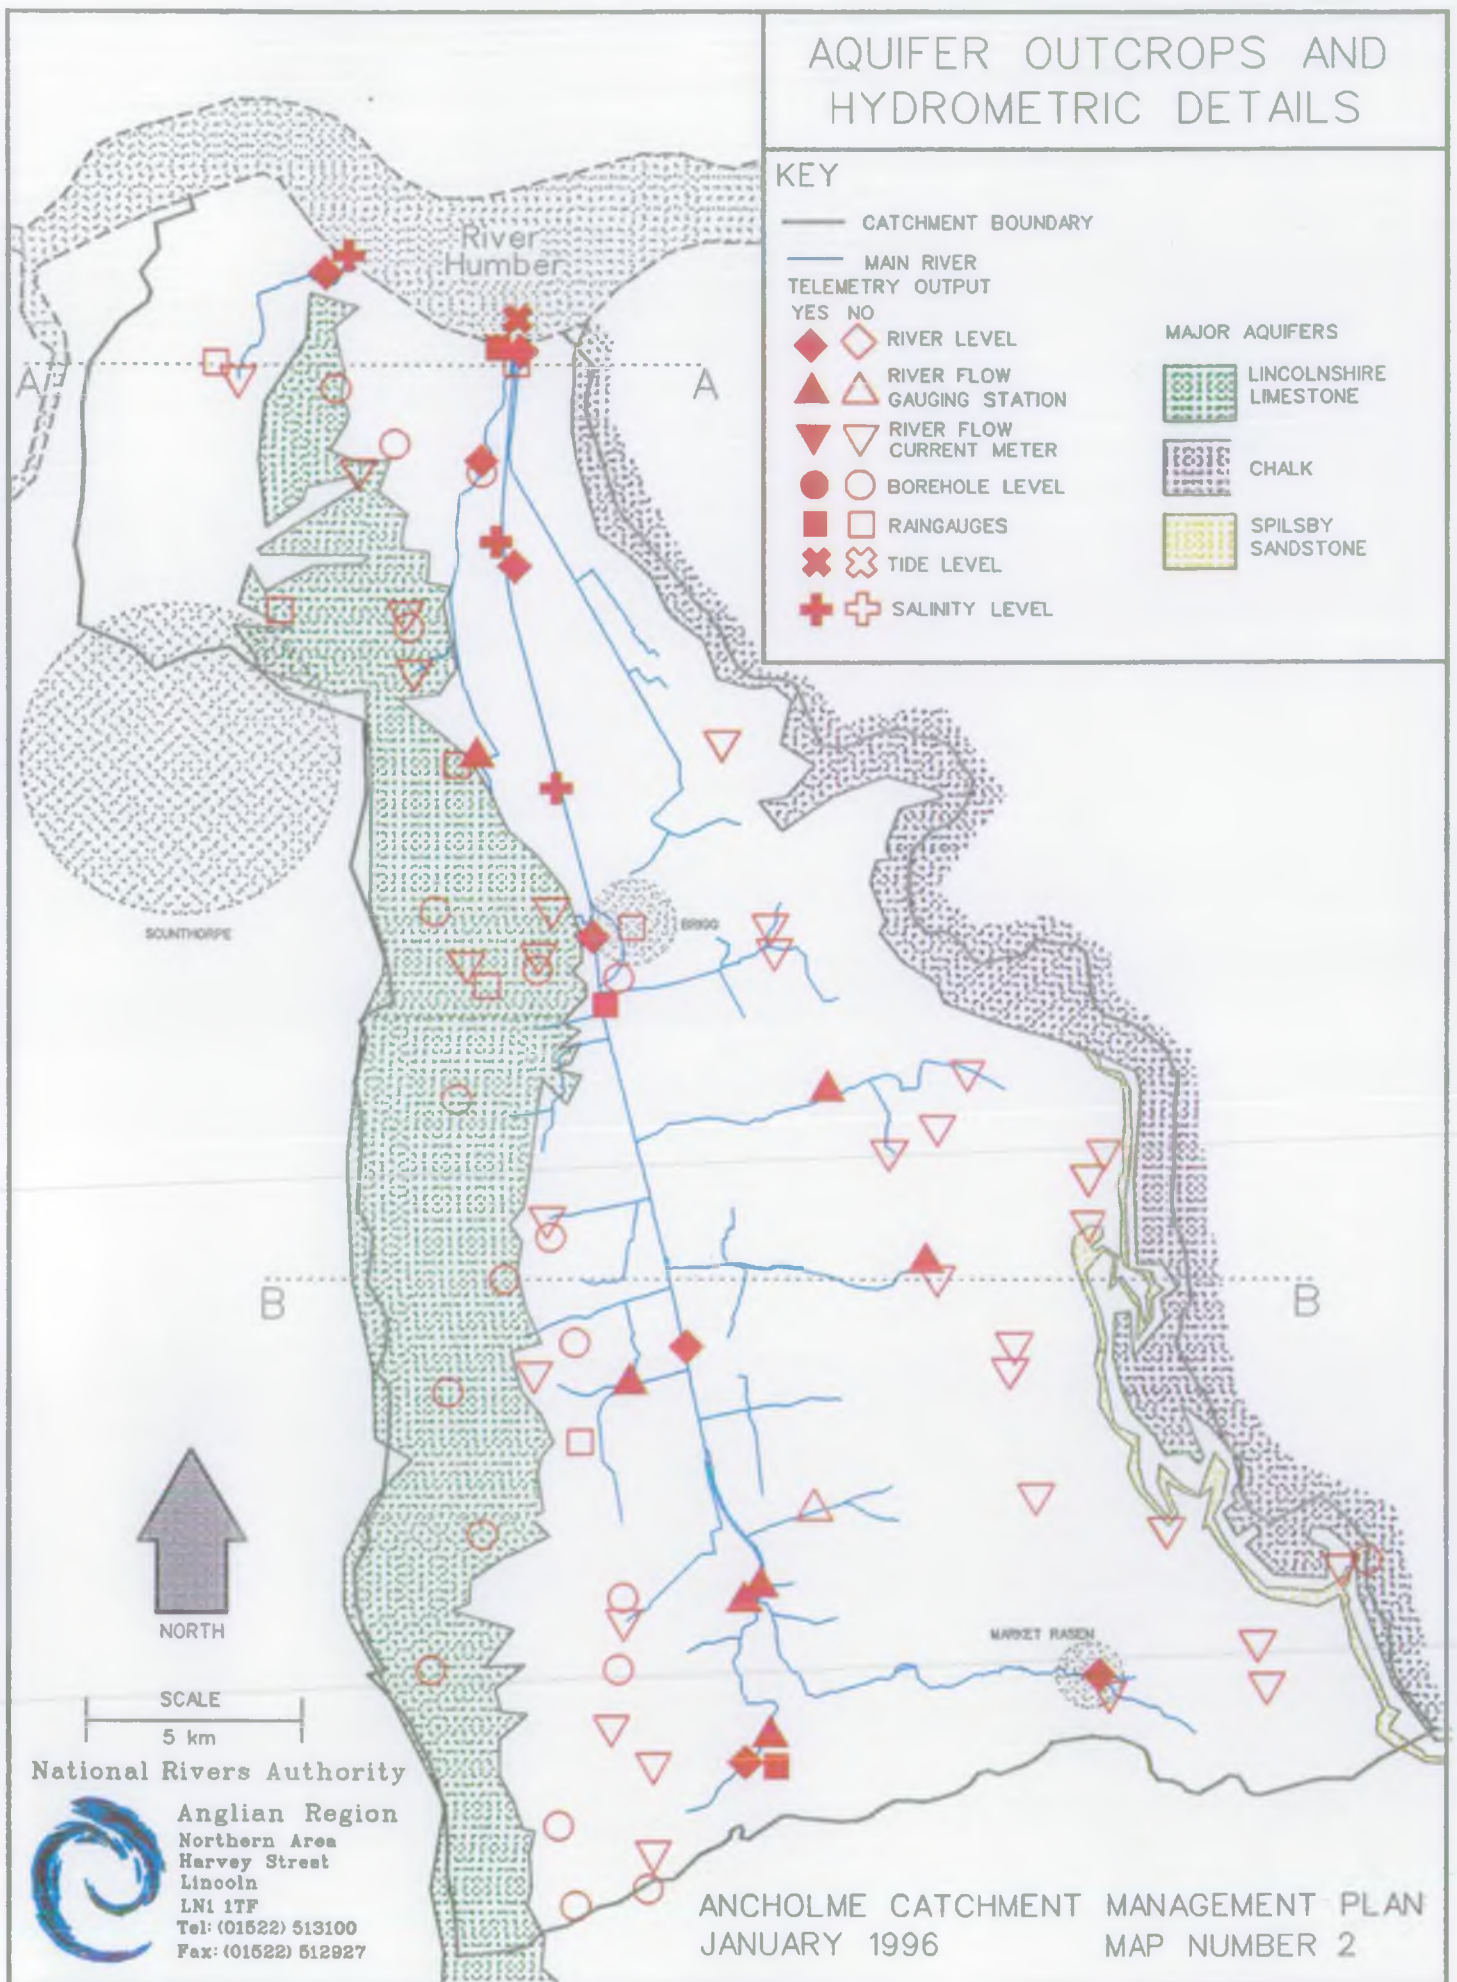 AQUIFER OUTCROPS AND
HYDROMETRIC DETAILS
KEY
CATCHMENT BOUNDARY
MAIN RIVER
TELEMETRY OUTPUT
YES NO
RIVER LEVEL
RIVER FLOW
GAUGING STATION
RIVER FLOW
CURRENT METER
BOREHOLE LEVEL
RAINGAUGES
TIDE LEVEL
SALINITY LEVEL
MAJOR AQUIFERS
LINCOLNSHIRE
LIMESTONE
CHALK
SPILSBY
SANDSTONE
River
Humber
A
A
SCUNTHORPE
BRIGG
B
B
NORTH
MARKET RASEN
SCALE
5 km
National Rivers Authority
Anglian Region
Northern Area
Harvey Street
Lincoln
LN1 1TF
Tel: (01522) 513100
Fax: (01522) 512927
ANCHOLME CATCHMENT MANAGEMENT PLAN
JANUARY 1996 MAP NUMBER 2